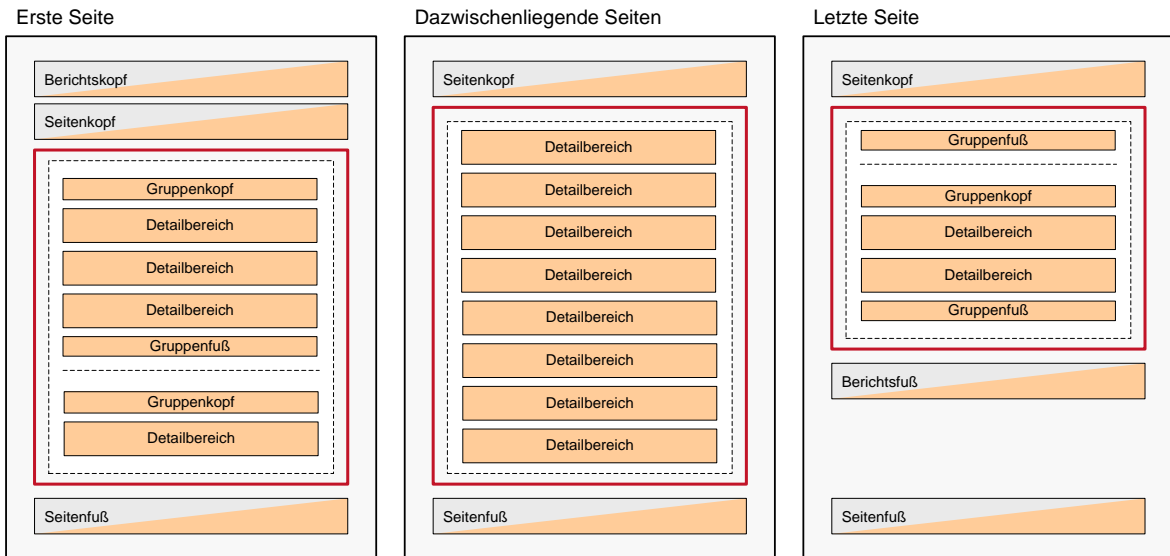 Erste Seite
Berichtskopf
Seitenkopf
Gruppenkopf
Detailbereich
Detailbereich
Detailbereich
Gruppenfuß
Gruppenkopf
Detailbereich
Seitenfuß
Dazwischenliegende Seiten
Seitenkopf
Detailbereich
Detailbereich
Detailbereich
Detailbereich
Detailbereich
Detailbereich
Detailbereich
Detailbereich
Seitenfuß
Letzte Seite
Seitenkopf
Gruppenfuß
Gruppenkopf
Detailbereich
Detailbereich
Gruppenfuß
Berichtsfuß
Seitenfuß